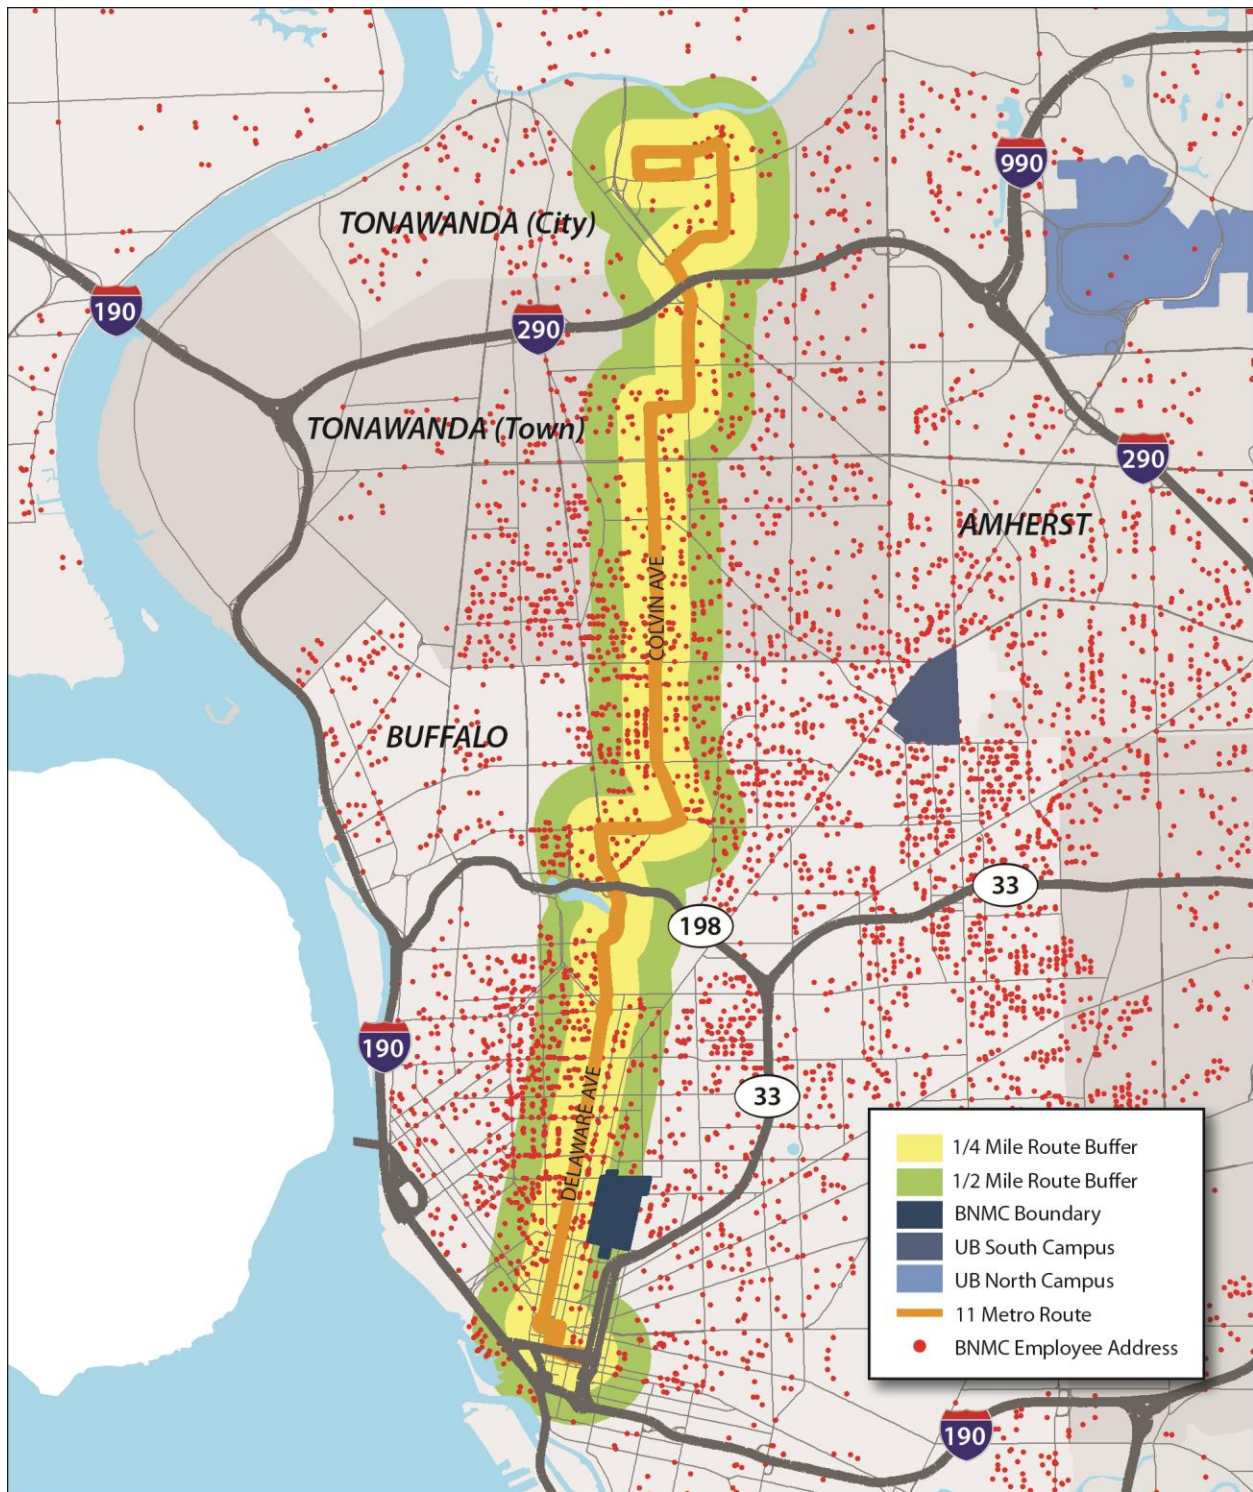 990
TONAWANDA (City)
190
290
TONAWANDA (Town)
290
AMHERST
COLVIN AVE
BUFFALO
33
198
190
33
DELAWARE AVE
1/4 Mile Route Buffer
1/2 Mile Route Buffer
BNMC Boundary
UB South Campus
UB North Campus
11 Metro Route
BNMC Employee Address
190